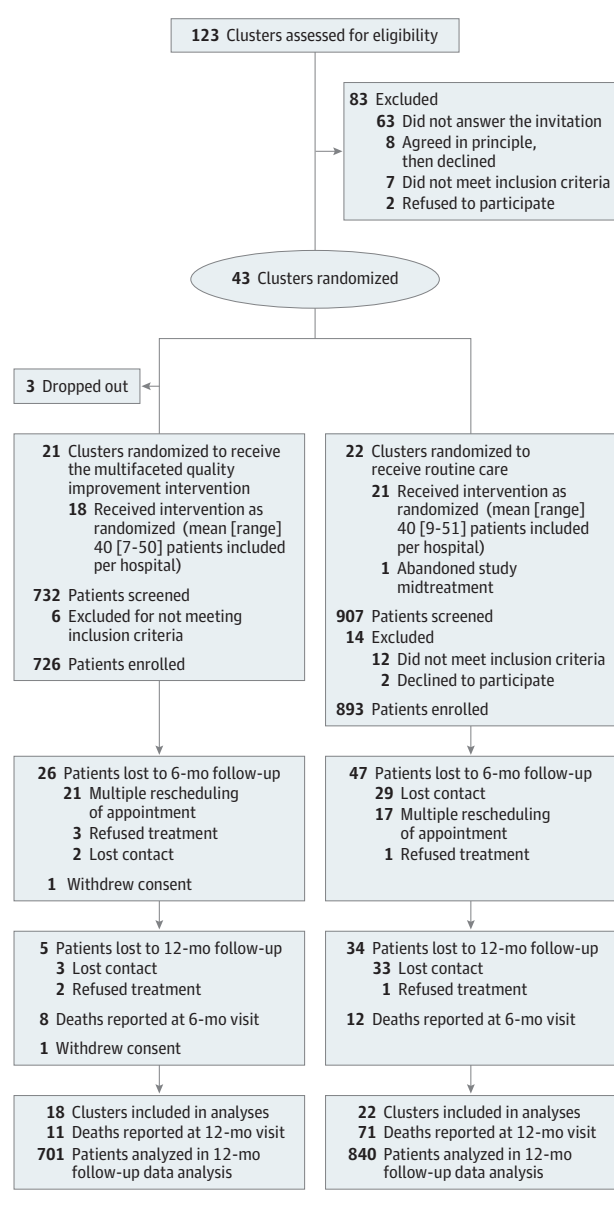 123 Clusters assessed for eligibility
83 Excluded
63 Did not answer the invitation
8 Agreed in principle,
then declined
7 Did not meet inclusion criteria
2 Refused to participate
43 Clusters randomized
3 Dropped out
21 Clusters randomized to receive
the multifaceted quality
improvement intervention
18 Received intervention as
randomized (mean [range]
40 [7-50] patients included
per hospital)
732 Patients screened
6 Excluded for not meeting
inclusion criteria
726 Patients enrolled
22 Clusters randomized to
receive routine care
21 Received intervention as
randomized (mean [range]
40 [9-51] patients included
per hospital)
1 Abandoned study
midtreatment
907 Patients screened
14 Excluded
12 Did not meet inclusion criteria
2 Declined to participate
893 Patients enrolled
26 Patients lost to 6-mo follow-up
21 Multiple rescheduling
of appointment
3 Refused treatment
2 Lost contact
1 Withdrew consent
47 Patients lost to 6-mo follow-up
29 Lost contact
17 Multiple rescheduling
of appointment
1 Refused treatment
5 Patients lost to 12-mo follow-up
3 Lost contact
2 Refused treatment
8 Deaths reported at 6-mo visit
1 Withdrew consent
34 Patients lost to 12-mo follow-up
33 Lost contact
1 Refused treatment
12 Deaths reported at 6-mo visit
18 Clusters included in analyses
11 Deaths reported at 12-mo visit
701 Patients analyzed in 12-mo
follow-up data analysis
22 Clusters included in analyses
71 Deaths reported at 12-mo visit
840 Patients analyzed in 12-mo
follow-up data analysis